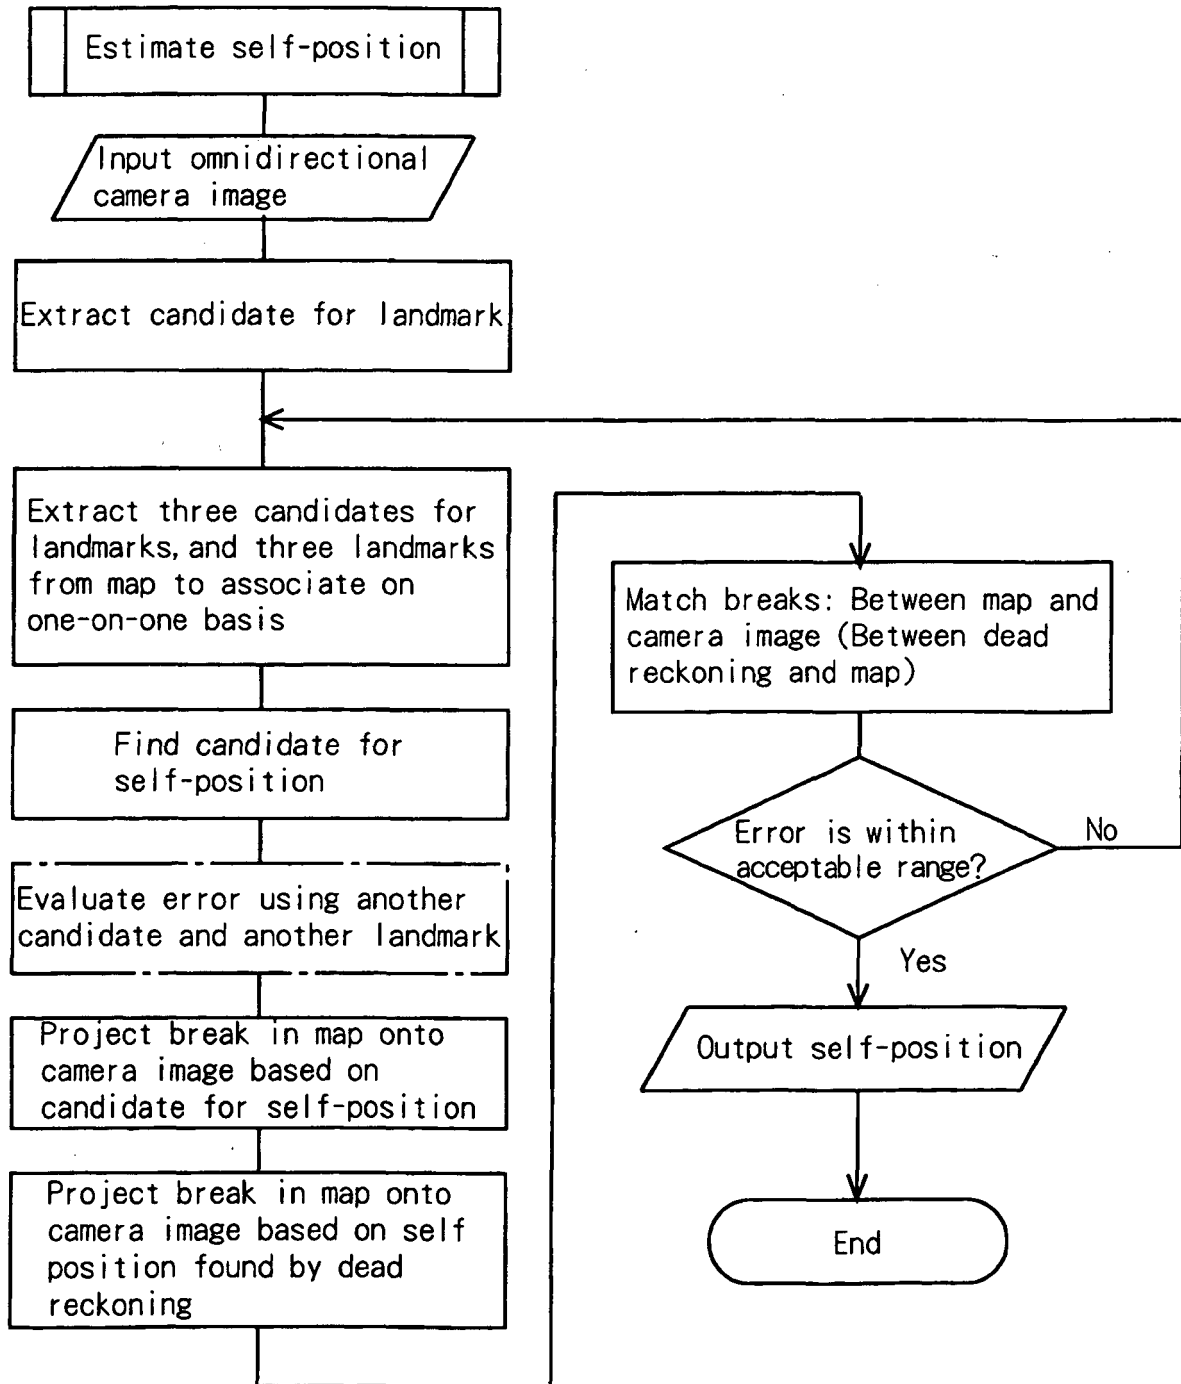 Estimate self-position
Input omnidirectional
camera image
Extract candidate for landmark
Extract three candidates for
landmarks, and three landmarks
from map to associate on
one-on-one basis
Find candidate for
self-position
Evaluate error using another
candidate and another landmark
Project break in map onto
camera image based on
candidate for self-position
Project break in map onto
camera image based on self
position found by dead
reckoning
Match breaks: Between map and
camera image (Between dead
reckoning and map)
Error is within
acceptable range?
No
Yes
Output self-position
End